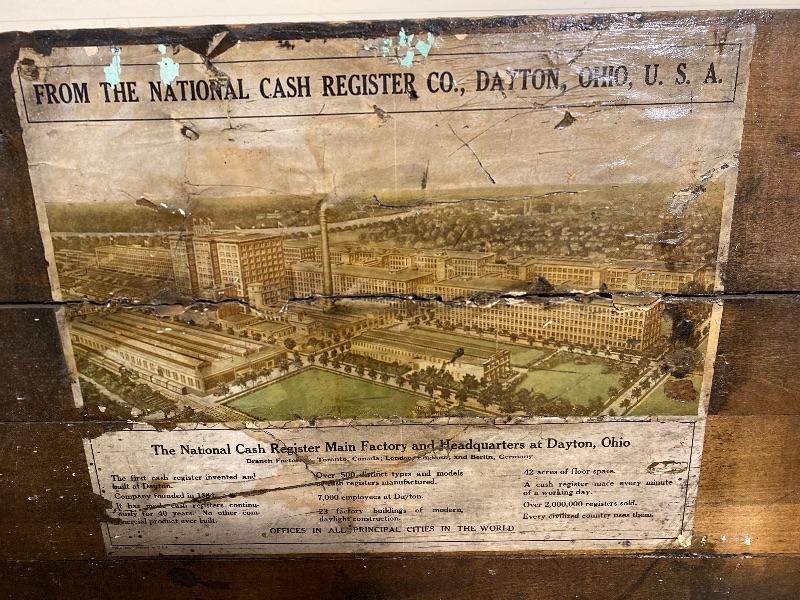 FROM THE NATIONAL CASH REGISTER CO., DAYTON, OHIO, U. S. A.
The National Cash Register Main Factory and Headquarters at Dayton, Ohio
Branch Factories, Toronto, Canada; London, England, and Berlin, Germany
The first cash register invented and
built at Dayton.
Company founded in 1884.
It has made cash registers continu-
ously for 40 years. No other com-
mercial product ever built.
Over 500 distinct types and models
of cash registers manufactured.
7,000 employees at Dayton.
23 factory buildings of modern,
daylight construction.
42 acres of floor space.
A cash register made every minute
of a working day.
Over 2,000,000 registers sold.
Every civilized country uses them.
OFFICES IN ALL PRINCIPAL CITIES IN THE WORLD